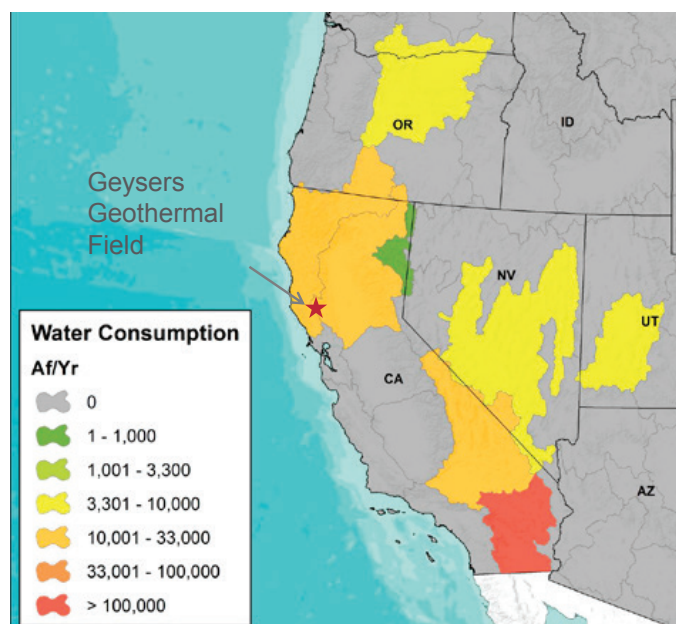 OR
ID
Geysers
Geothermal
Field
NV
UT
Water Consumption
Af/Yr
CA
0
1 - 1,000
1,001 - 3,300
AZ
3,301 - 10,000
10,001 - 33,000
33,001 - 100,000
> 100,000